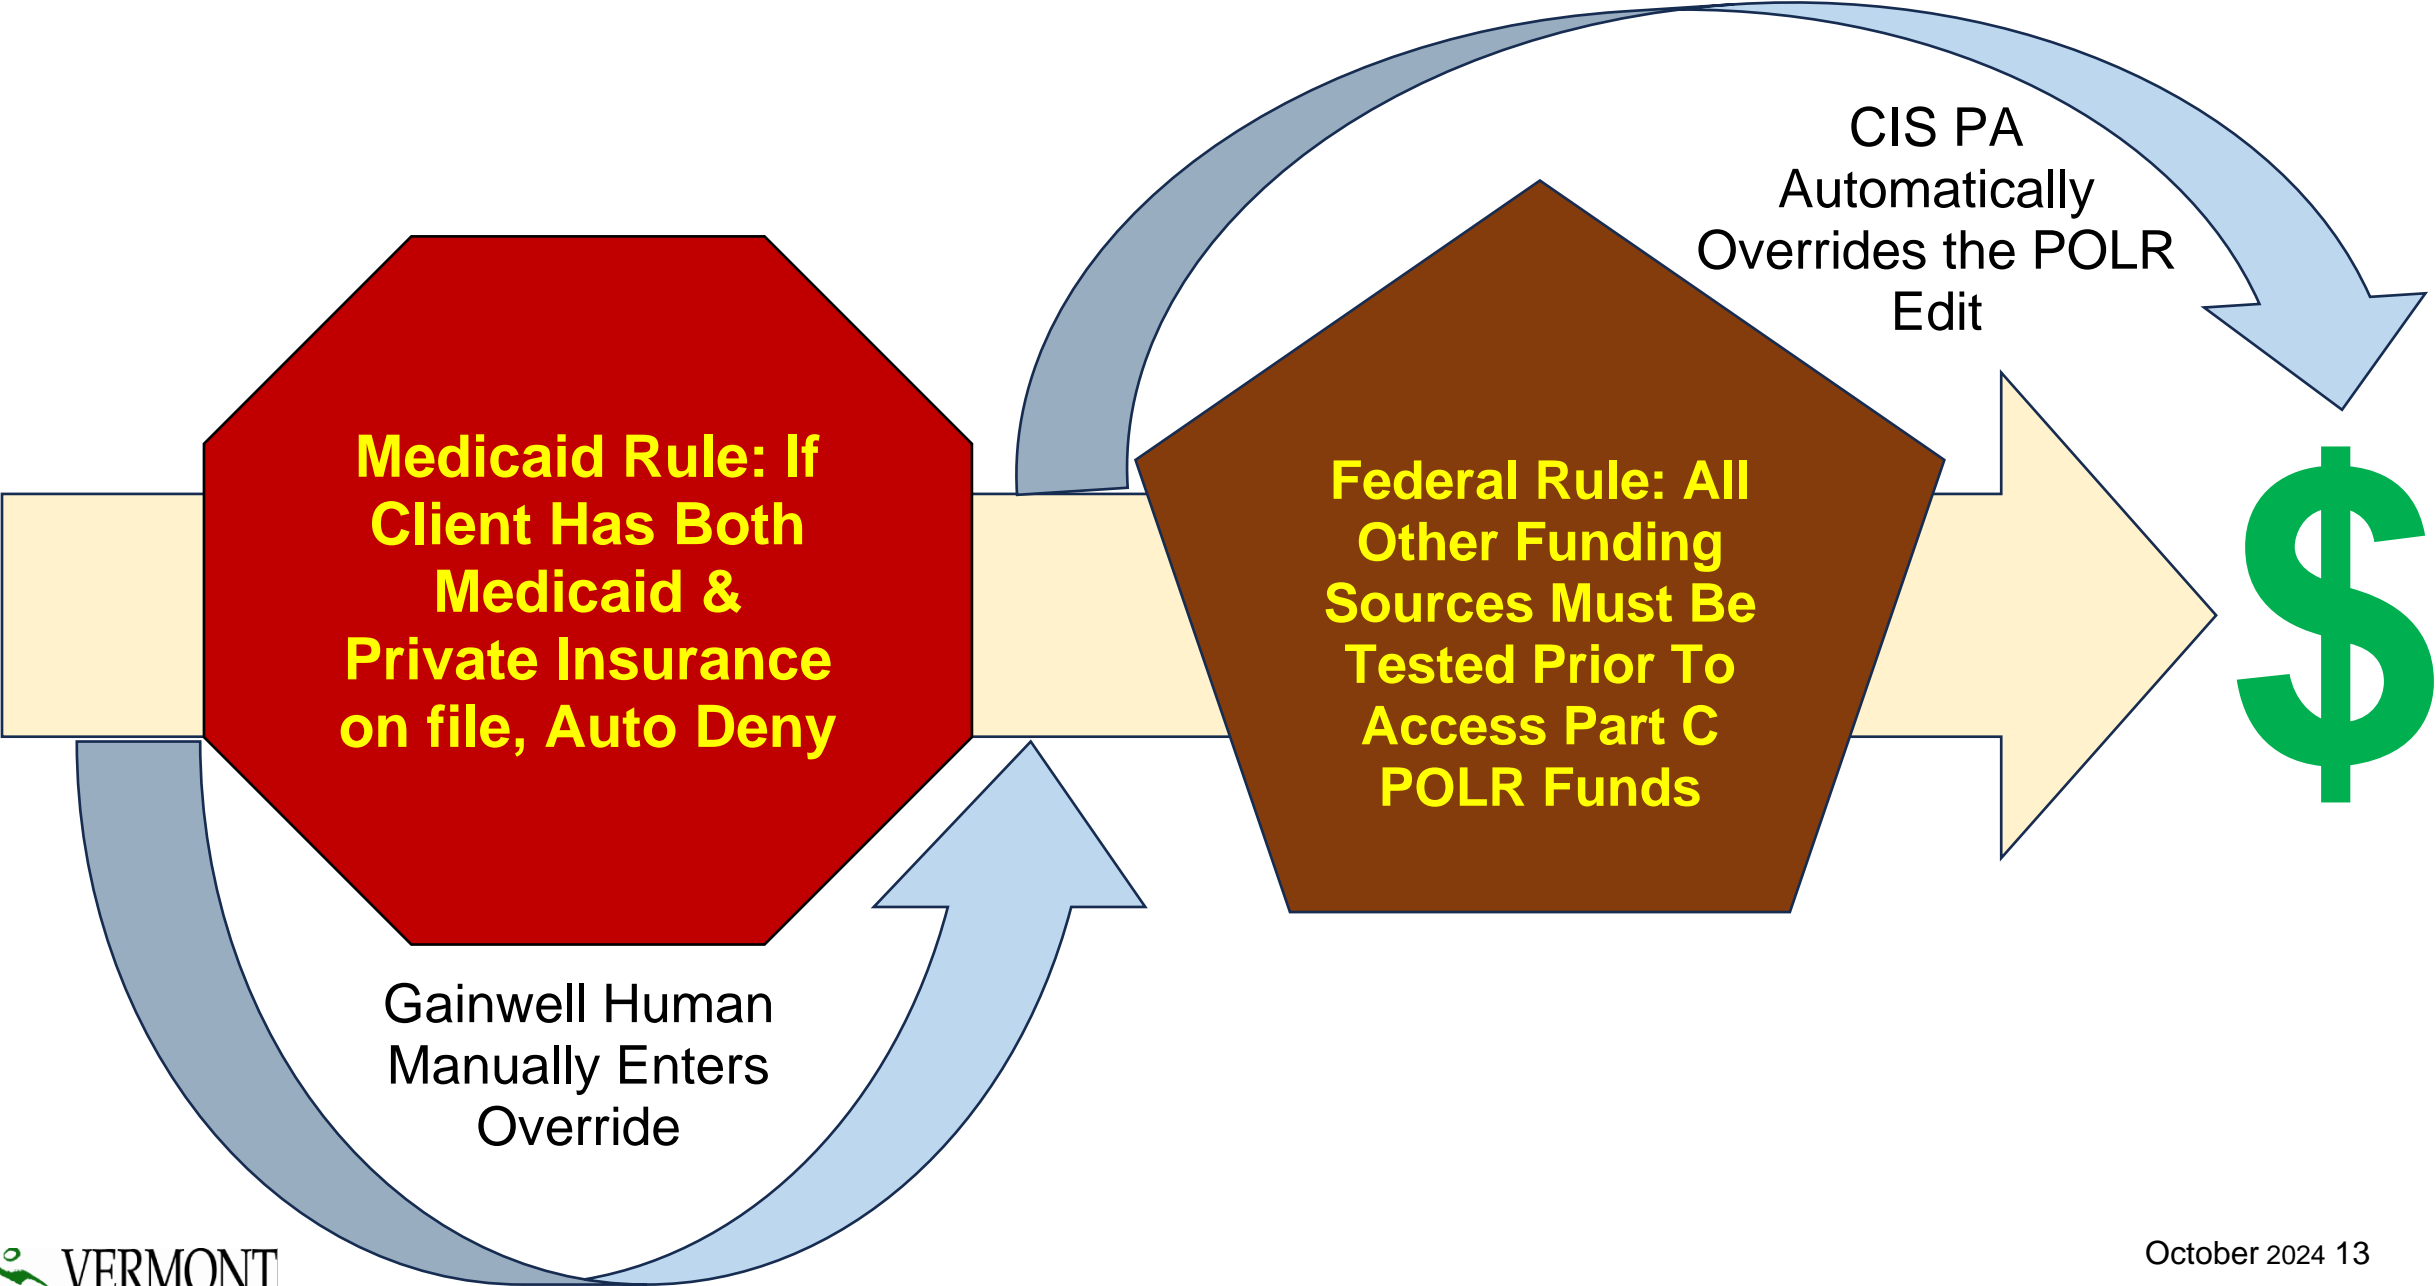 CIS PA
Automatically
Overrides the POLR
Edit
Medicaid Rule: If
Client Has Both
Medicaid &
Private Insurance
on file, Auto Deny
Federal Rule: All
Other Funding
Sources Must Be
Tested Prior To
Access Part C
POLR Funds
$
Gainwell Human
Manually Enters
Override
VERMONT
October 2024 13